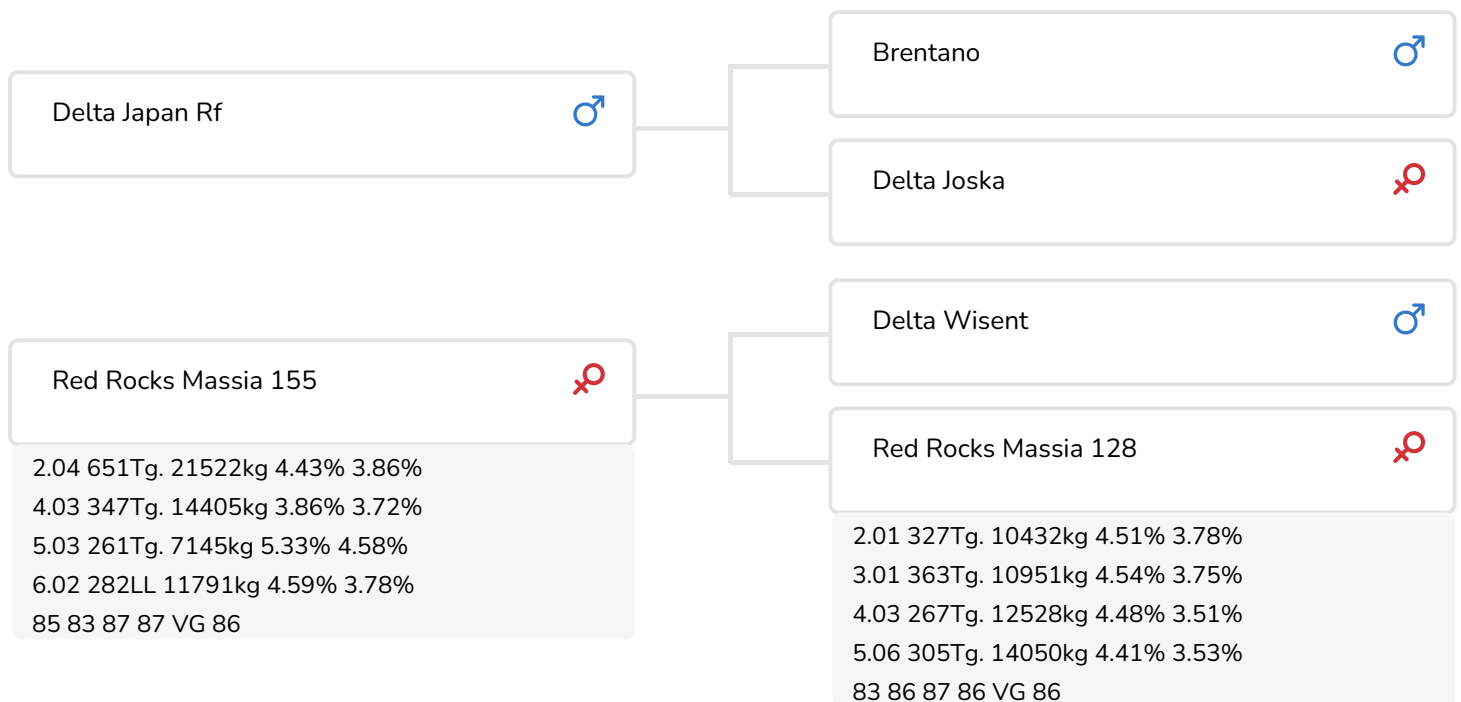 Delta Japan Rf
Brentano
Delta Joska
Red Rocks Massia 155
2.04 651Tg. 21522kg 4.43% 3.86%
4.03 347Tg. 14405kg 3.86% 3.72%
5.03 261Tg. 7145kg 5.33% 4.58%
6.02 282LL 11791kg 4.59% 3.78%
85 83 87 87 VG 86
Delta Wisent
Red Rocks Massia 128
2.01 327Tg. 10432kg 4.51% 3.78%
3.01 363Tg. 10951kg 4.54% 3.75%
4.03 267Tg. 12528kg 4.48% 3.51%
5.06 305Tg. 14050kg 4.41% 3.53%
83 86 87 86 VG 86